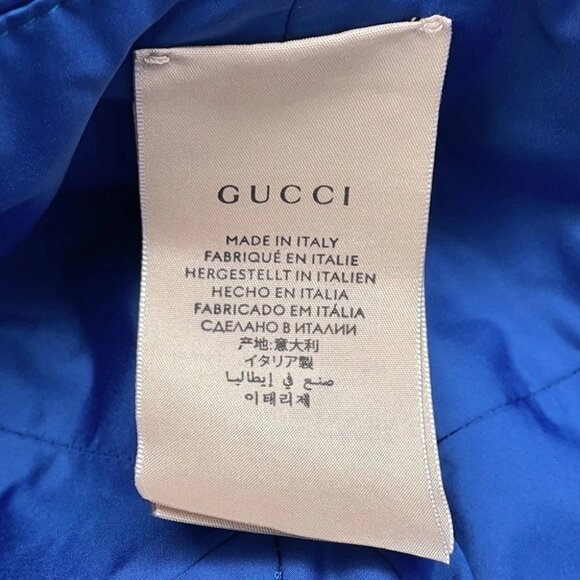 GUCCI
MADE IN ITALY
FABRIQUÉ EN ITALIE
HERGESTELLT IN ITALIEN
HECHO EN ITALIA
FABRICADO EM ITÁLIA
СДЕЛАНО В ИТАЛИИ
产地:意大利
イタリア製
صنع في إيطاليا
이태리제